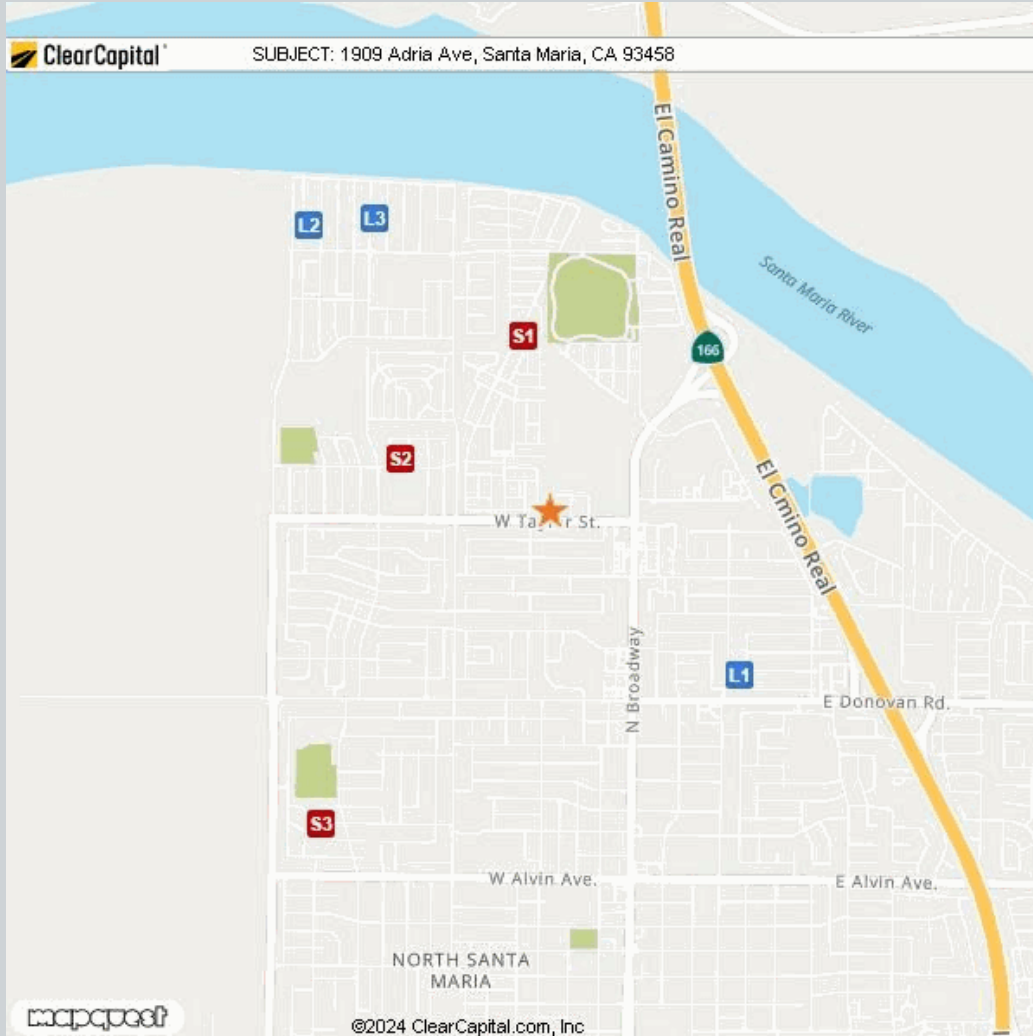 ClearCapital
SUBJECT: 1909 Adria Ave, Santa Maria, CA 93458
El Camino Real
L2
L3
Santa Maria River
S1
166
S2
El Cmino Real
W Taylor St.
N Broadway
L1
E Donovan Rd.
S3
W Alvin Ave.
E Alvin Ave.
NORTH SANTA
MARIA
mapquest
©2024 ClearCapital.com, Inc